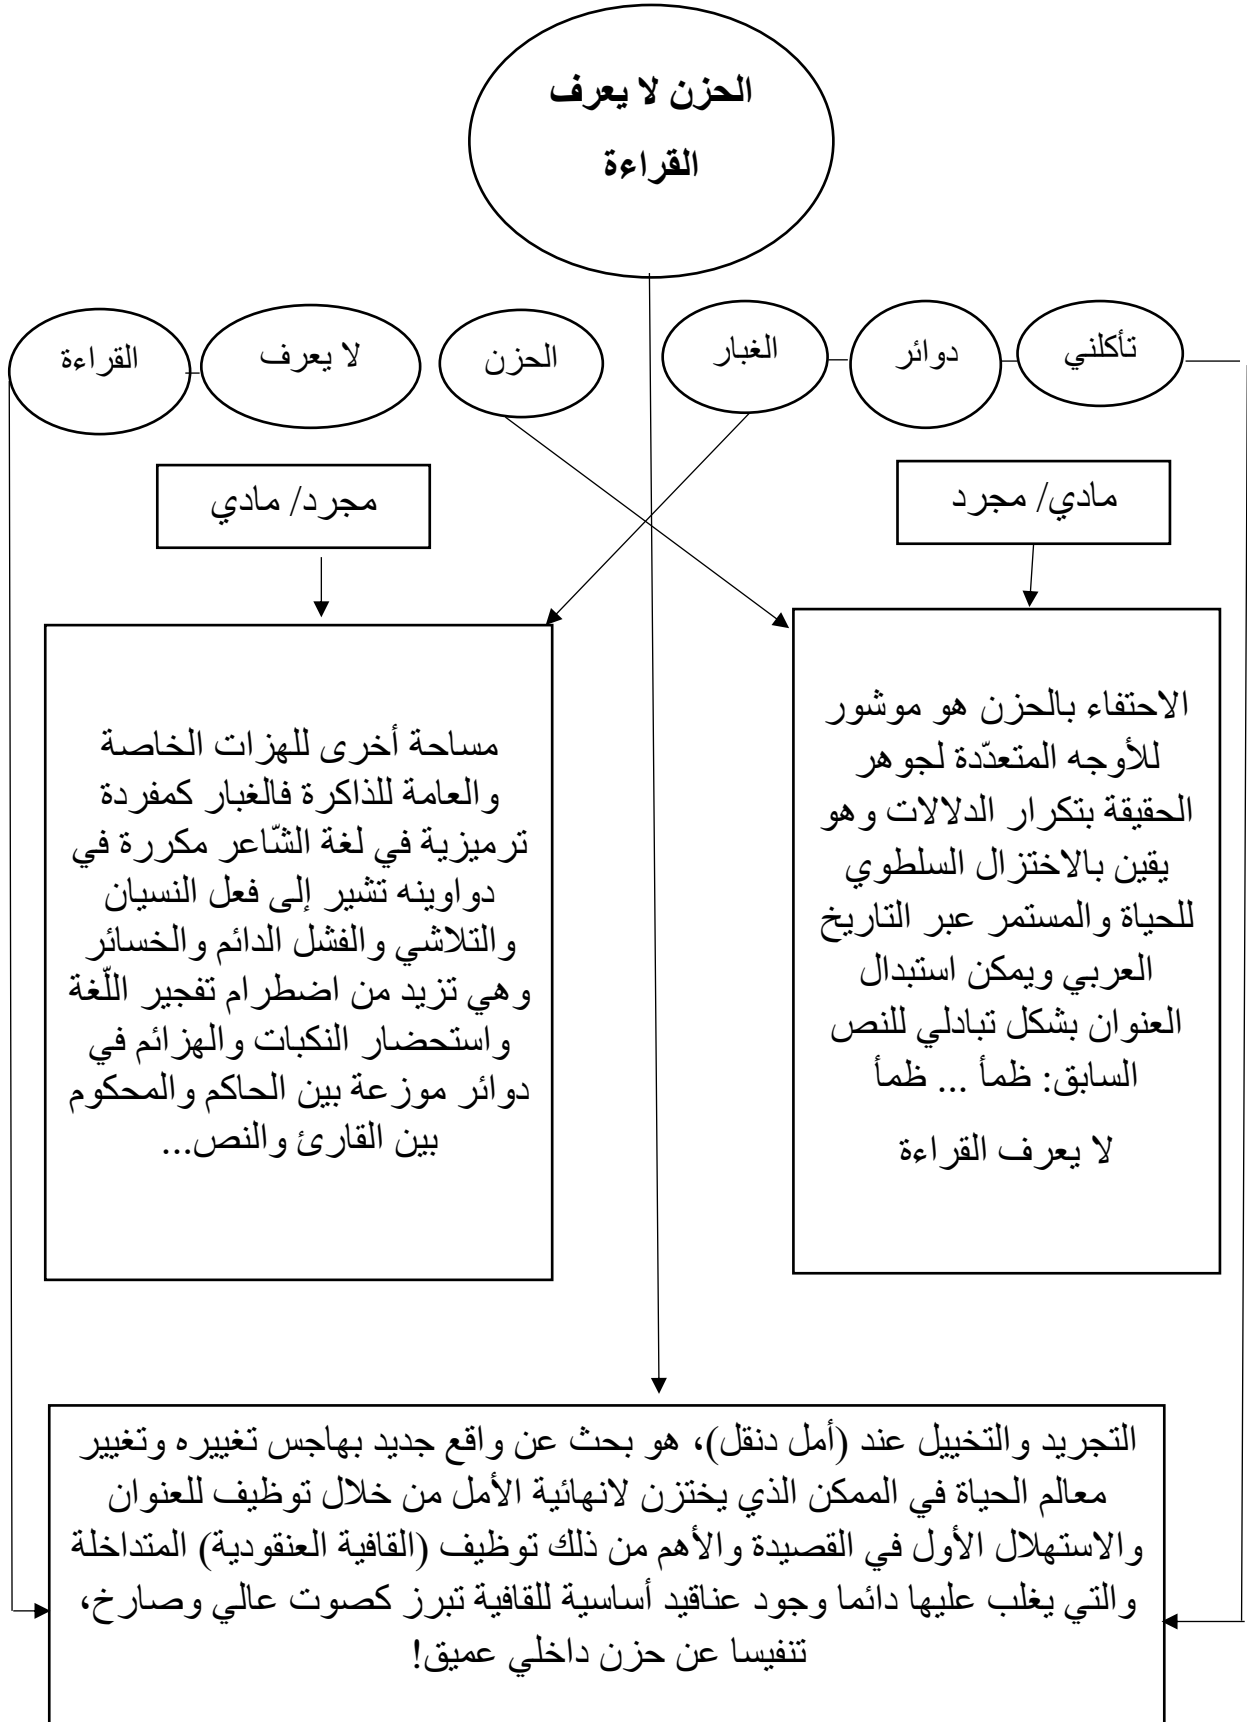 الحزن لا يعرف
القراءة
تأكلني
دوائر
الغبار
الحزن
لا يعرف
القراءة
مادي/ مجرد
مجرد/ مادي
الاحتفاء بالحزن هو موشور
للأوجه المتعدّدة لجوهر
الحقيقة بتكرار الدلالات وهو
يقين بالاختزال السلطوي
للحياة والمستمر عبر التاريخ
العربي ويمكن استبدال
العنوان بشكل تبادلي للنص
السابق: ظمأ ... ظمأ
لا يعرف القراءة
مساحة أخرى للهزات الخاصة
والعامة للذاكرة فالغبار كمفردة
ترميزية في لغة الشّاعر مكررة في
دواوينه تشير إلى فعل النسيان
والتلاشي والفشل الدائم والخسائر
وهي تزيد من اضطرام تفجير اللّغة
واستحضار النكبات والهزائم في
دوائر موزعة بين الحاكم والمحكوم
بين القارئ والنص...
التجريد والتخييل عند (أمل دنقل)، هو بحث عن واقع جديد بهاجس تغييره وتغيير
معالم الحياة في الممكن الذي يختزن لانهائية الأمل من خلال توظيف للعنوان
والاستهلال الأول في القصيدة والأهم من ذلك توظيف (القافية العنقودية) المتداخلة
والتي يغلب عليها دائما وجود عناقيد أساسية للقافية تبرز كصوت عالي وصارخ،
تنفيسا عن حزن داخلي عميق!